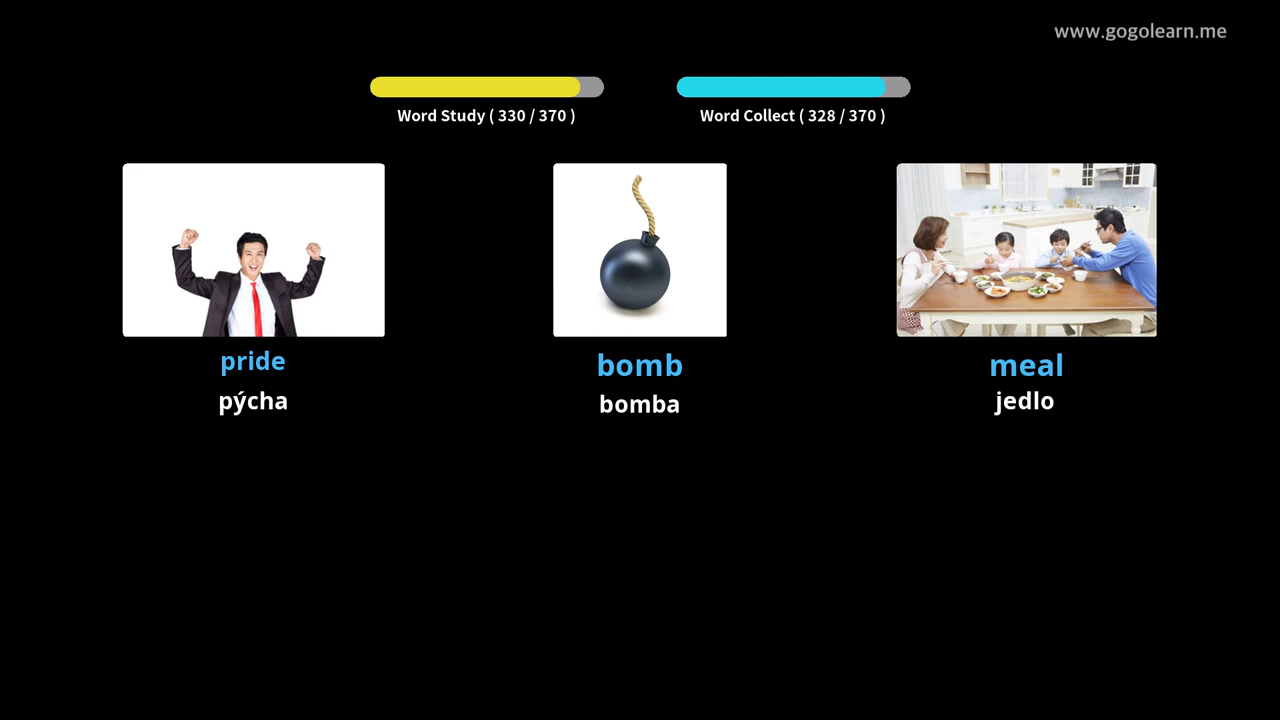 www.gogolearn.me
Word Study ( 330 / 370 )
Word Collect ( 328 / 370 )
pride
pýcha
bomb
bomba
meal
jedlo